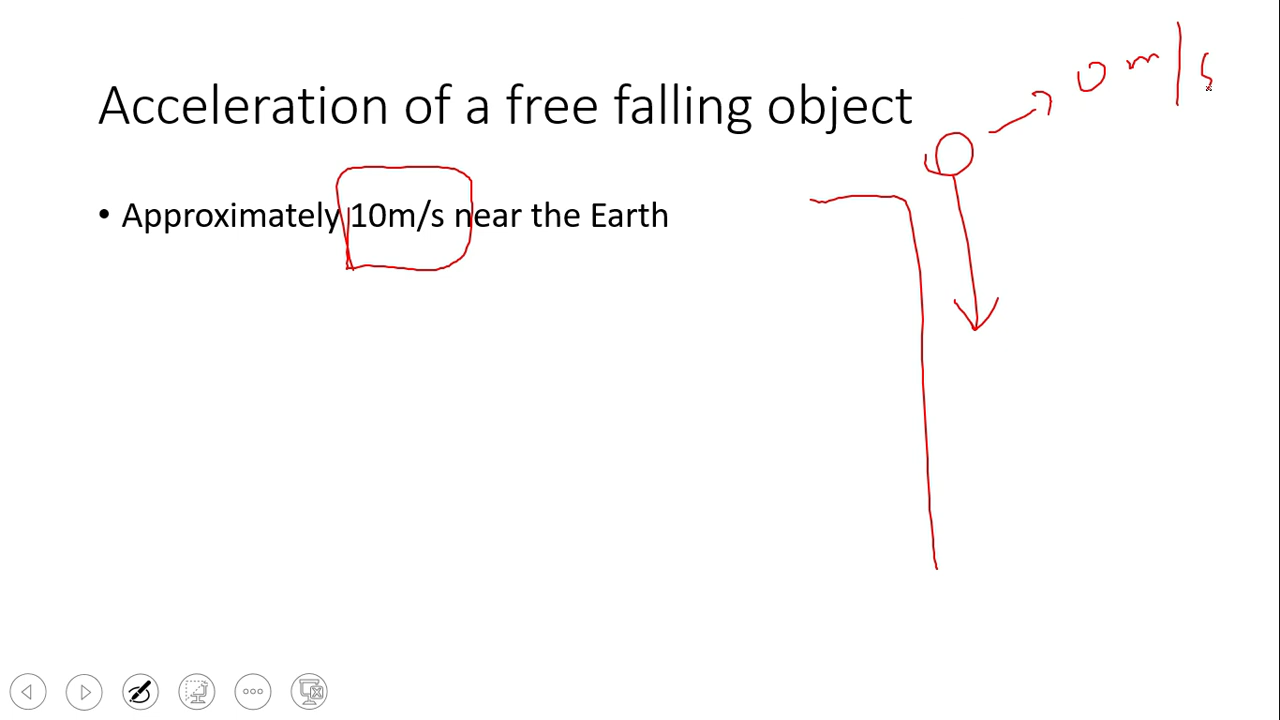 Acceleration of a free falling object
0 m/s
• Approximately 10m/s near the Earth